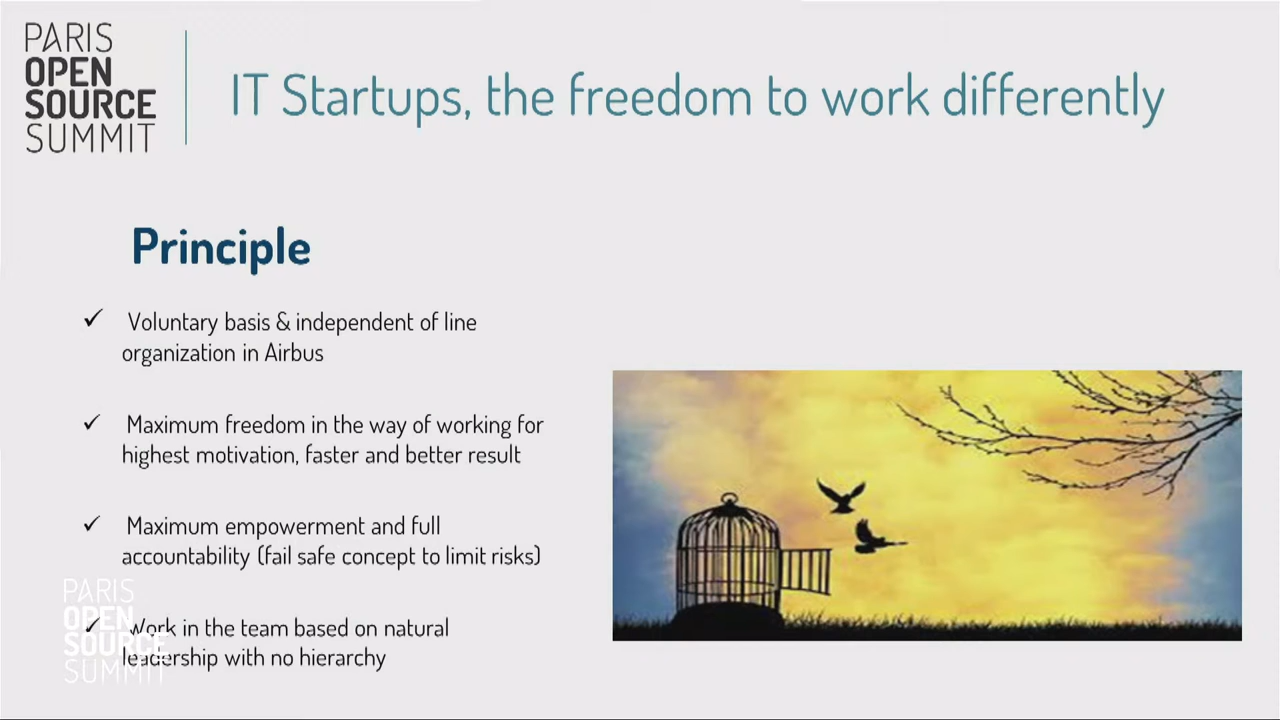 PARIS
OPEN
SOURCE
SUMMIT
IT Startups, the freedom to work differently
Principle
✓ Voluntary basis & independent of line
organization in Airbus
✓ Maximum freedom in the way of working for
highest motivation, faster and better result
✓ Maximum empowerment and full
accountability (fail safe concept to limit risks)
✓ Work in the team based on natural
leadership with no hierarchy
PARIS
OPEN
SOURCE
SUMMIT